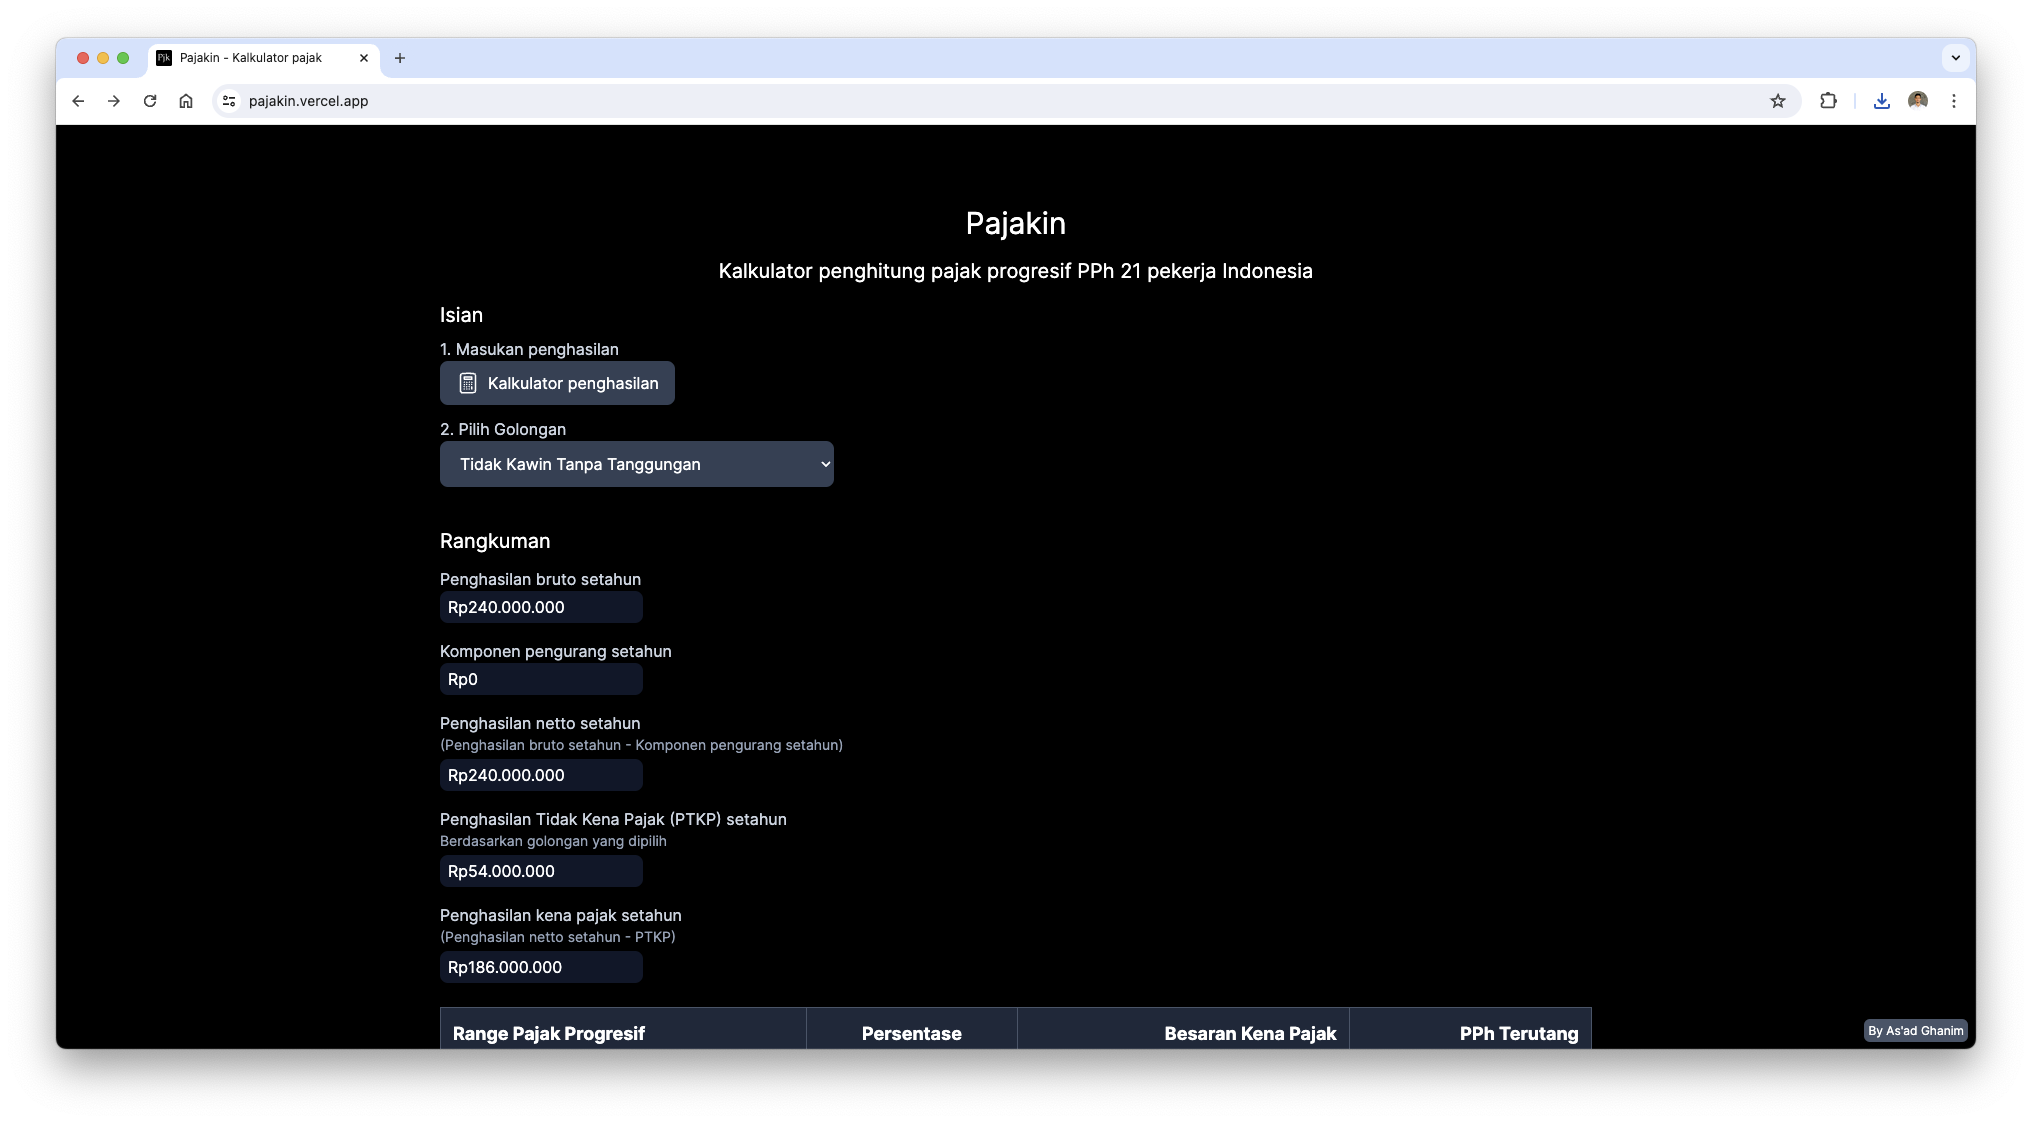 Pjk Pajakin - Kalkulator pajak
pajakin.vercel.app
Pajakin
Kalkulator penghitung pajak progresif PPh 21 pekerja Indonesia
Isian
1. Masukan penghasilan
Kalkulator penghasilan
2. Pilih Golongan
Tidak Kawin Tanpa Tanggungan
Rangkuman
Penghasilan bruto setahun
Rp240.000.000
Komponen pengurang setahun
Rp0
Penghasilan netto setahun
(Penghasilan bruto setahun - Komponen pengurang setahun)
Rp240.000.000
Penghasilan Tidak Kena Pajak (PTKP) setahun
Berdasarkan golongan yang dipilih
Rp54.000.000
Penghasilan kena pajak setahun
(Penghasilan netto setahun - PTKP)
Rp186.000.000
Range Pajak Progresif Persentase Besaran Kena Pajak PPh Terutang
By As'ad Ghanim